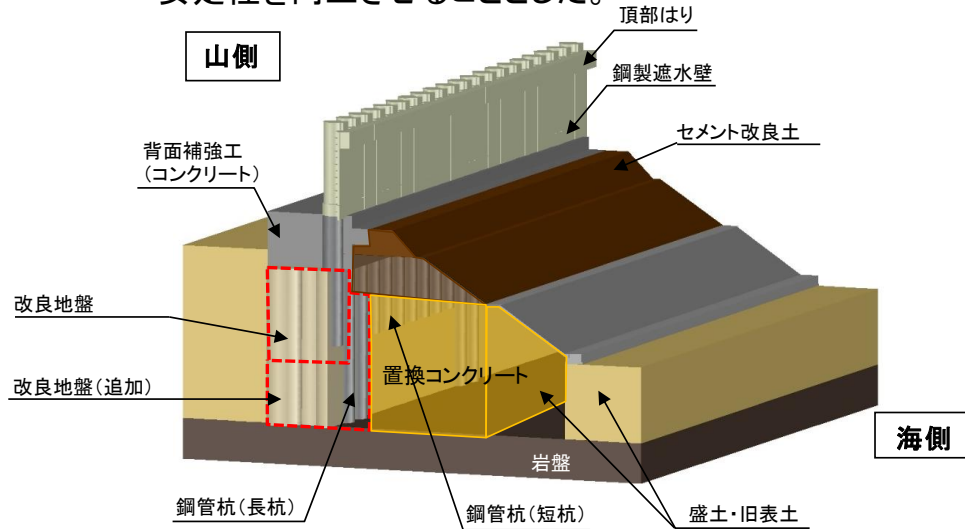 安定性を向上させることとした。
頂部はり
山側
鋼製遮水壁
セメント改良土
背面補強工
(コンクリート)
改良地盤
置換コンクリート
改良地盤(追加)
海側
岩盤
鋼管杭(長杭)
鋼管杭(短杭)
盛土・旧表土